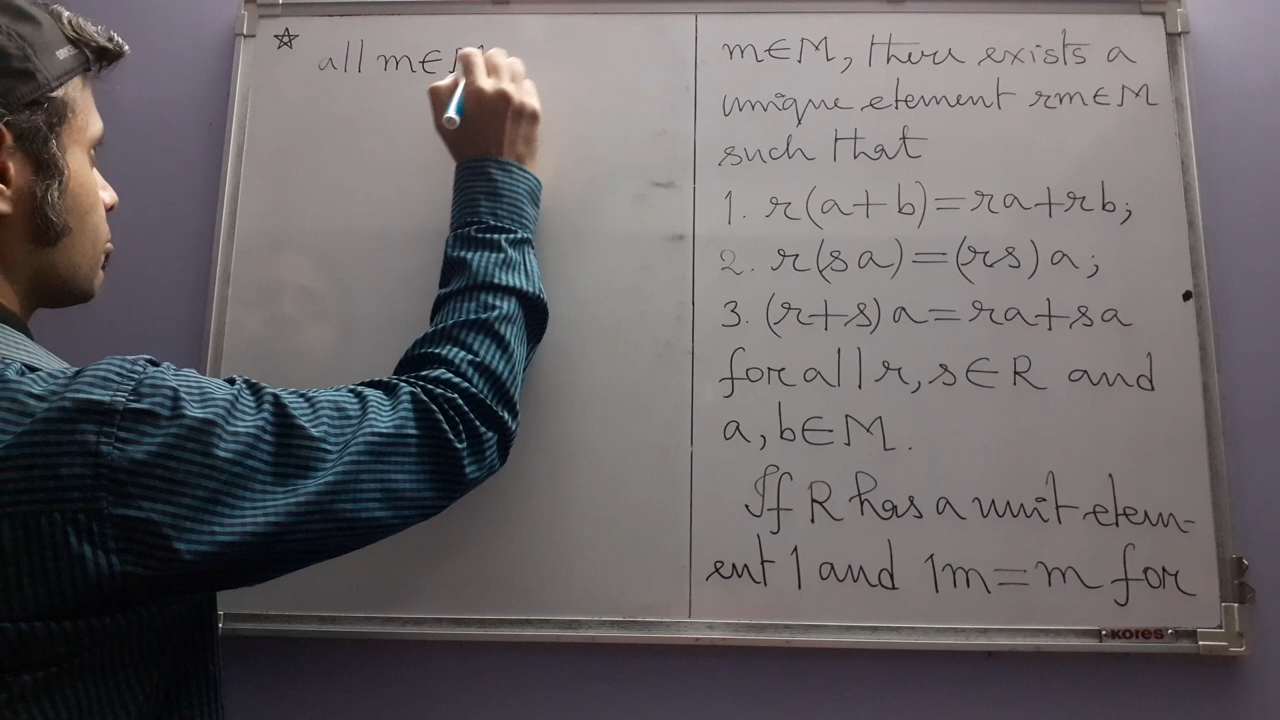 ☆ all m∈M
m∈M, there exists a
unique element rm∈M
such that
1. r(a+b)=ra+rb;
2. r(sa)=(rs)a;
3. (r+s)a=ra+sa
for all r, s∈R and
a, b∈M.
If R has a unit elem-
ent 1 and 1m=m for
KORES